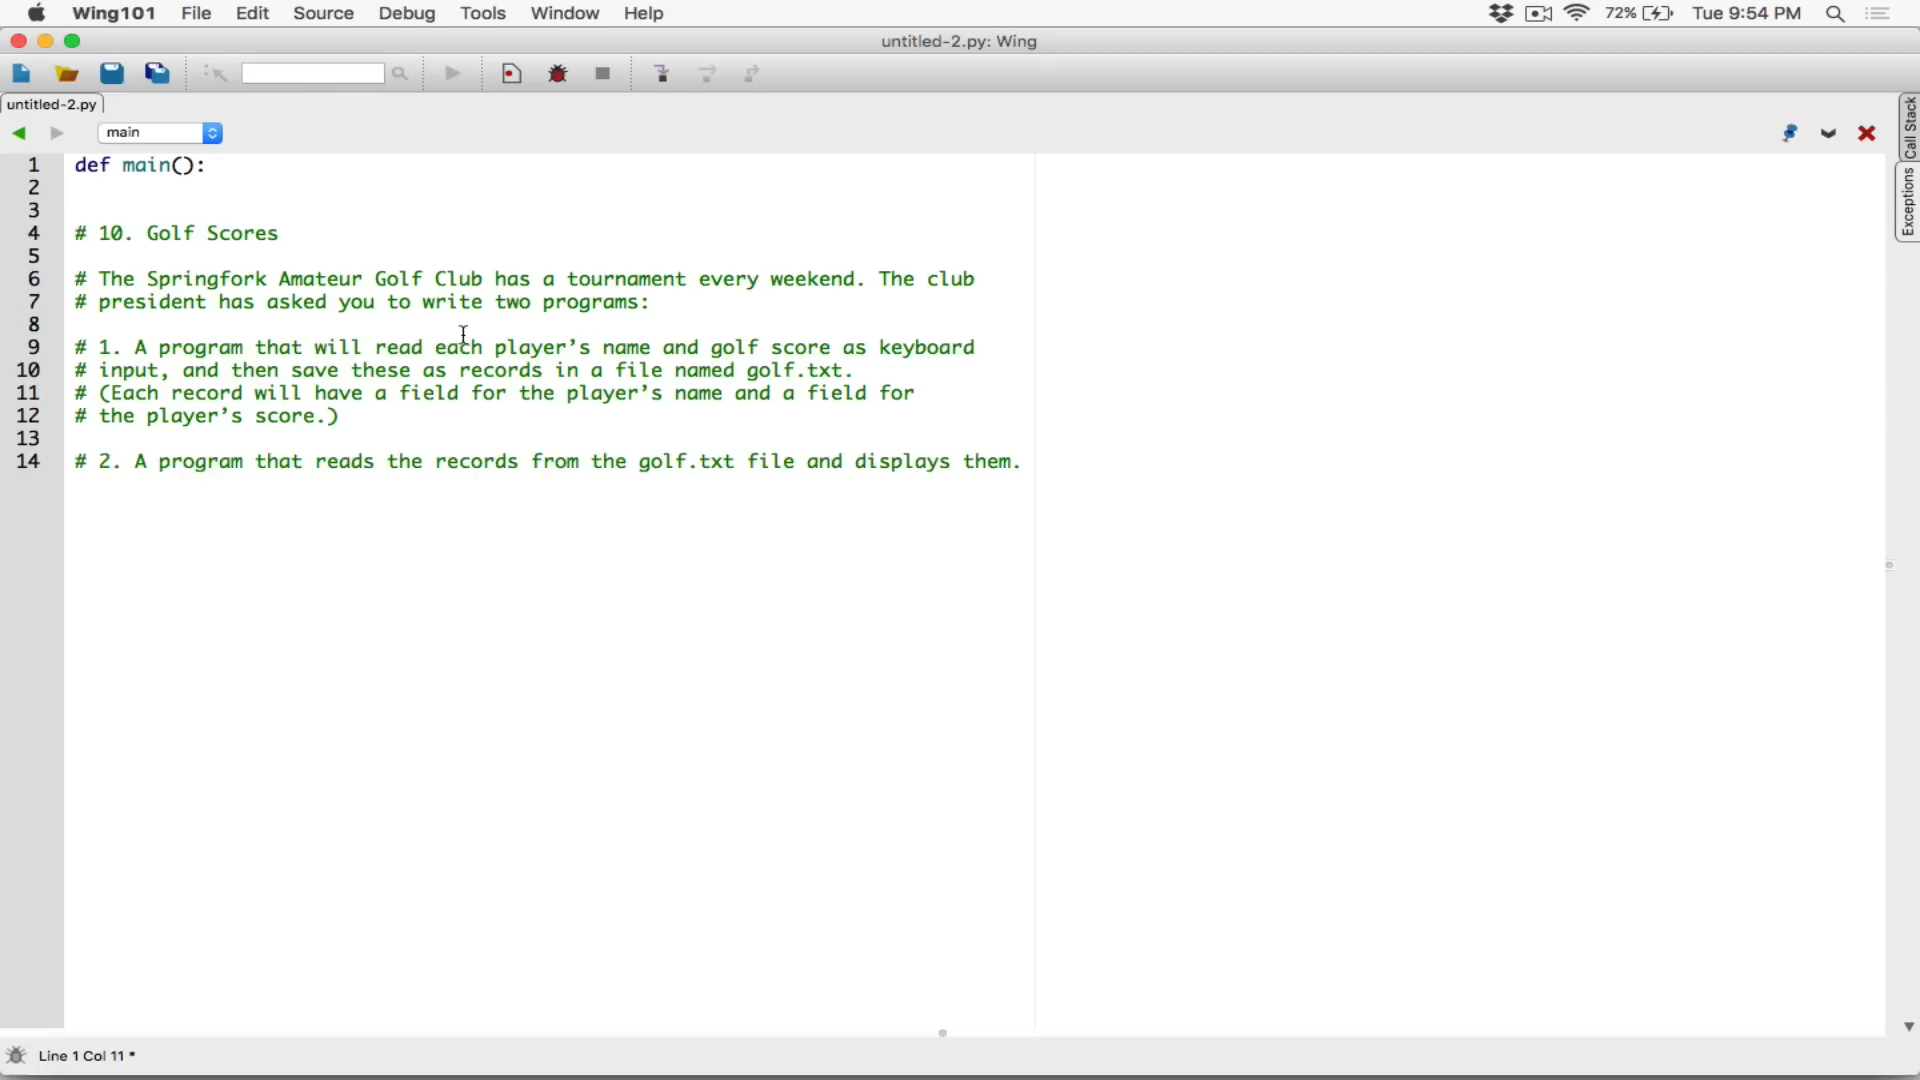 Wing101 File Edit Source Debug Tools Window Help 72% Tue 9:54 PM
untitled-2.py: Wing
untitled-2.py
main
Call Stack
Exceptions
1 def main():
2
3
4 # 10. Golf Scores
5
6 # The Springfork Amateur Golf Club has a tournament every weekend. The club
7 # president has asked you to write two programs:
8
9 # 1. A program that will read each player’s name and golf score as keyboard
10 # input, and then save these as records in a file named golf.txt.
11 # (Each record will have a field for the player’s name and a field for
12 # the player’s score.)
13
14 # 2. A program that reads the records from the golf.txt file and displays them.
Line 1 Col 11 *